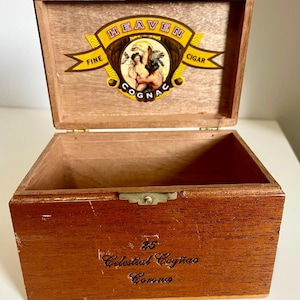 HEAVEN
FINE CIGAR
COGNAC
25
Celestial Cognac
Corona